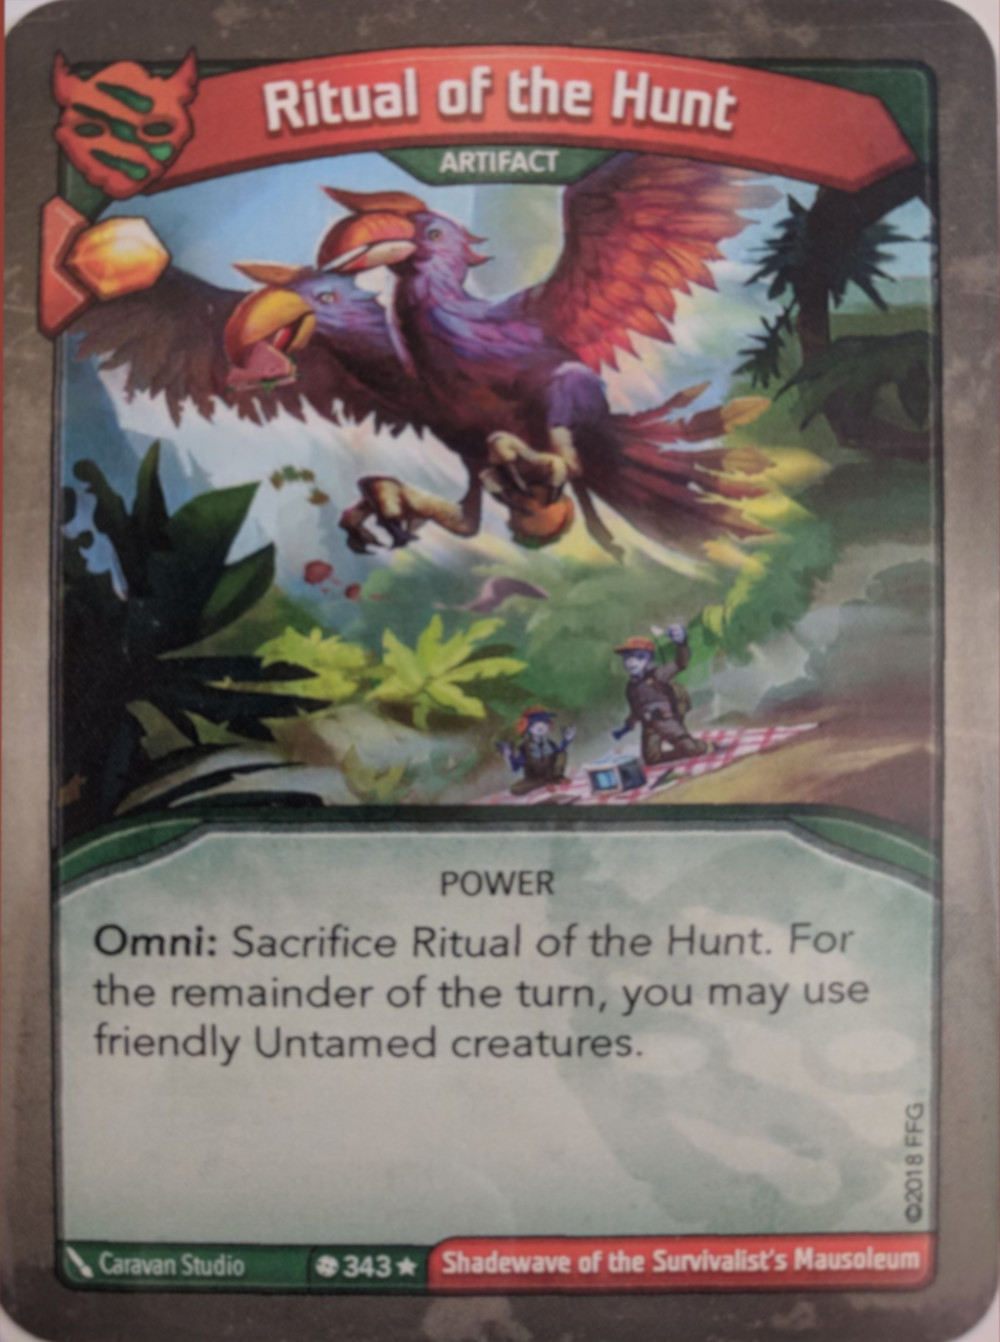 Ritual of the Hunt
ARTIFACT
POWER
Omni: Sacrifice Ritual of the Hunt. For
the remainder of the turn, you may use
friendly Untamed creatures.
©2018 FFG
Caravan Studio
343
Shadewave of the Survivalist's Mausoleum